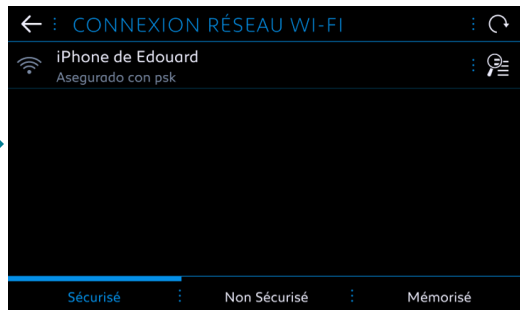 CONNEXION RÉSEAU WI-FI
iPhone de Edouard
Asegurado con psk
Sécurisé
Non Sécurisé
Mémorisé